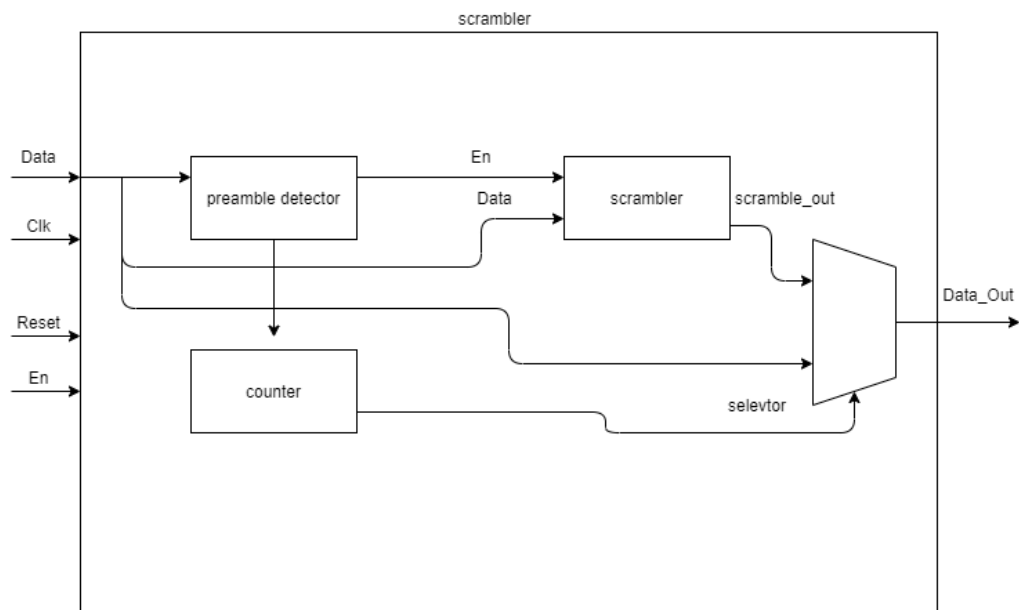 scrambler
Data
En
preamble detector
Data
scrambler
scramble_out
Clk
Data_Out
Reset
En
counter
selevtor